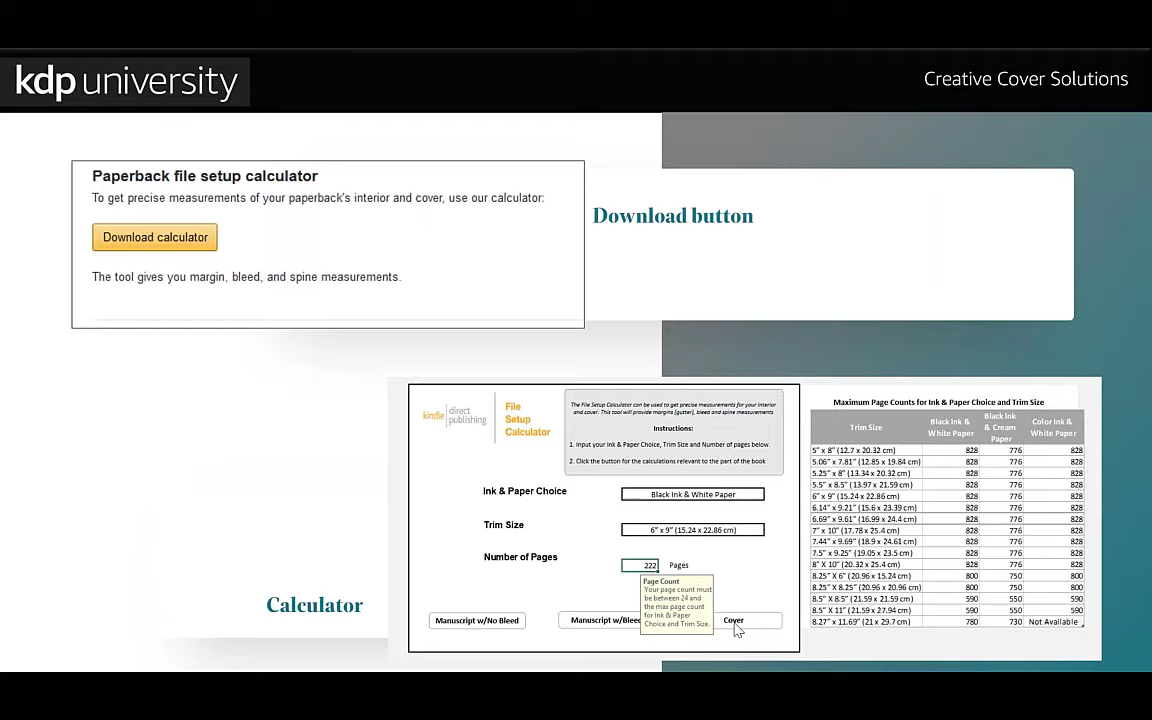 kdp university
Creative Cover Solutions
Paperback file setup calculator
To get precise measurements of your paperback's interior and cover, use our calculator:
Download calculator
The tool gives you margin, bleed, and spine measurements.
Download button
Calculator
kindle direct publishing
File
Setup
Calculator
The File Setup Calculator can be used to get precise measurements for your interior
and cover. This tool will provide margins (gutter), bleed and spine measurements
Instructions:
1. Input your Ink & Paper Choice, Trim Size and Number of pages below.
2. Click the button for the calculations relevant to the part of the book
Ink & Paper Choice
Black Ink & White Paper
Trim Size
6" x 9" (15.24 x 22.86 cm)
Number of Pages
222 Pages
Page Count
Your page count must
be between 24 and
the max page count
for Ink & Paper
Choice and Trim Size.
Manuscript w/No Bleed
Manuscript w/Bleed
Cover
Maximum Page Counts for Ink & Paper Choice and Trim Size
Trim Size Black Ink & White Paper Black Ink & Cream Paper Color Ink & White Paper
5" x 8" (12.7 x 20.32 cm) 828 776 828
5.06" x 7.81" (12.85 x 19.84 cm) 828 776 828
5.25" x 8" (13.34 x 20.32 cm) 828 776 828
5.5" x 8.5" (13.97 x 21.59 cm) 828 776 828
6" x 9" (15.24 x 22.86 cm) 828 776 828
6.14" x 9.21" (15.6 x 23.39 cm) 828 776 828
6.69" x 9.61" (16.99 x 24.4 cm) 828 776 828
7" x 10" (17.78 x 25.4 cm) 828 776 828
7.44" x 9.69" (18.9 x 24.61 cm) 828 776 828
7.5" x 9.25" (19.05 x 23.5 cm) 828 776 828
8" X 10" (20.32 x 25.4 cm) 828 776 828
8.25" X 6" (20.96 x 15.24 cm) 800 750 800
8.25" X 8.25" (20.96 x 20.96 cm) 800 750 800
8.5" X 8.5" (21.59 x 21.59 cm) 590 550 590
8.5" X 11" (21.59 x 27.94 cm) 590 550 590
8.27" x 11.69" (21 x 29.7 cm) 780 730 Not Available